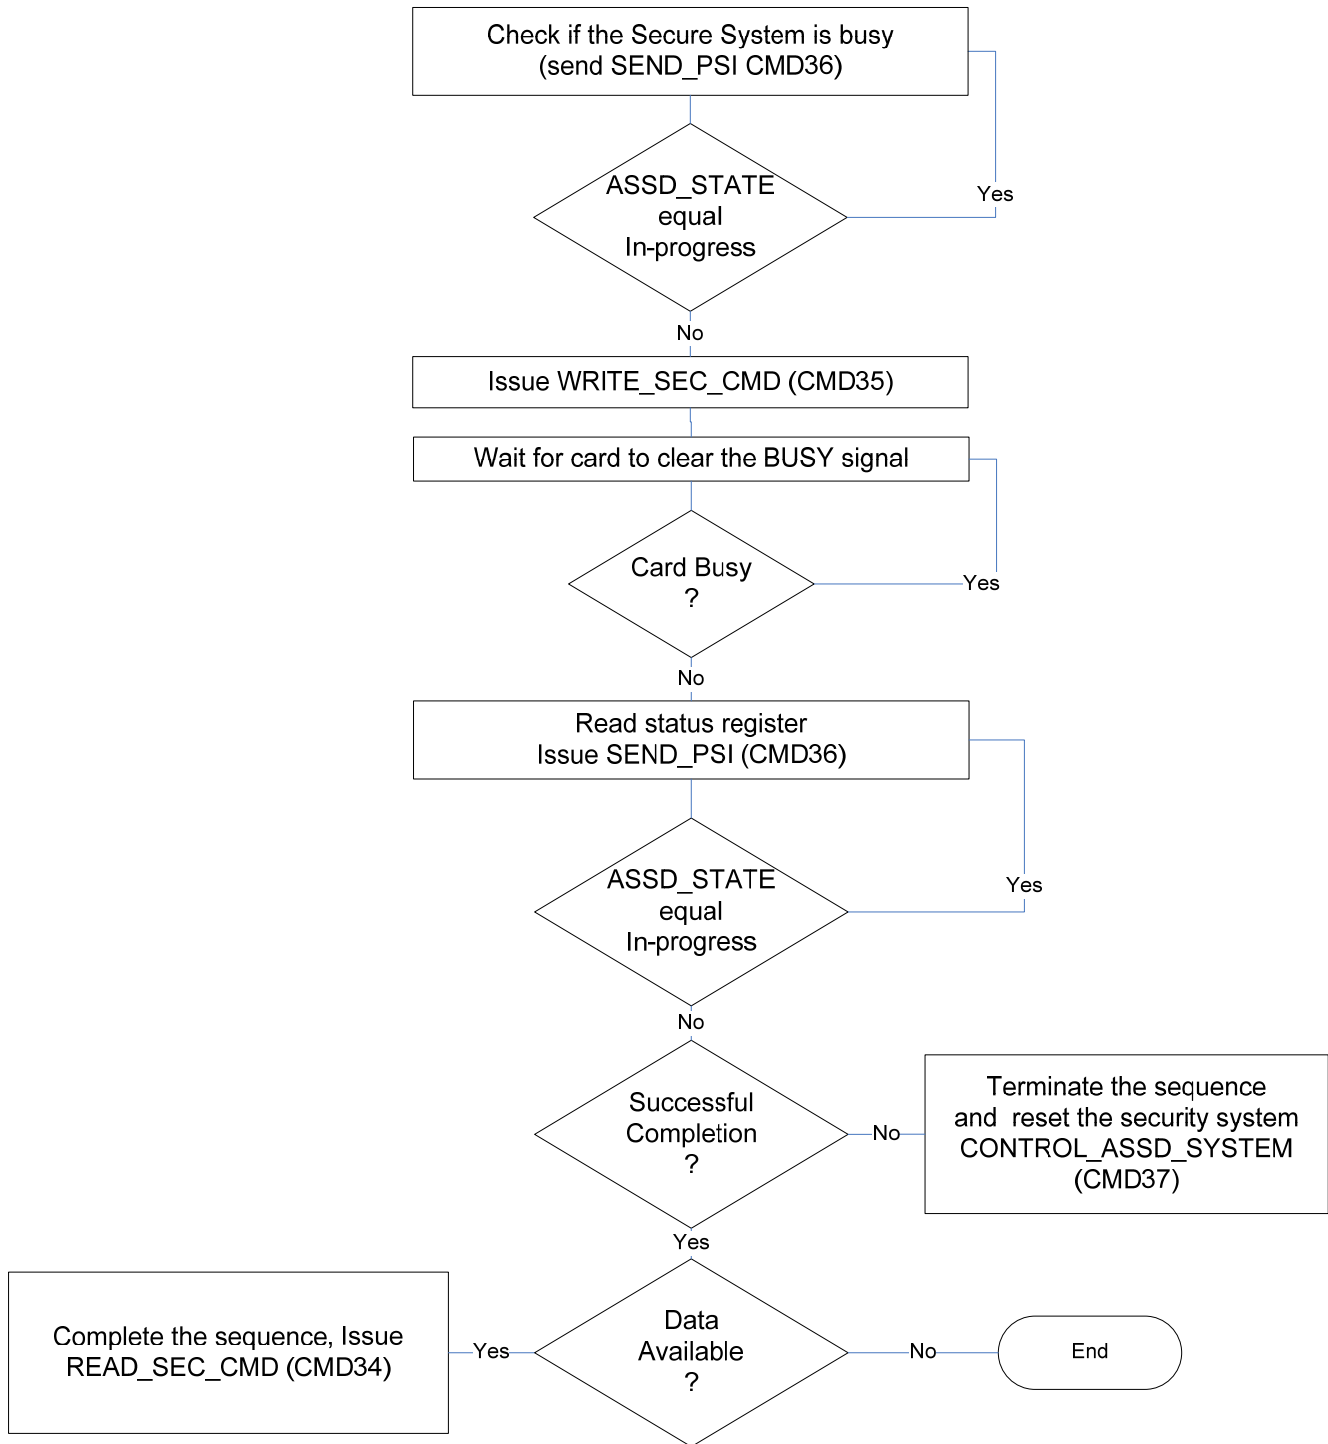 Check if the Secure System is busy
(send SEND_PSI CMD36)
ASSD_STATE
equal
In-progress
Yes
No
Issue WRITE_SEC_CMD (CMD35)
Wait for card to clear the BUSY signal
Card Busy
?
Yes
No
Read status register
Issue SEND_PSI (CMD36)
ASSD_STATE
equal
In-progress
Yes
No
Successful
Completion
?
No
Terminate the sequence
and reset the security system
CONTROL_ASSD_SYSTEM
(CMD37)
Yes
Data
Available
?
Yes
Complete the sequence, Issue
READ_SEC_CMD (CMD34)
No
End